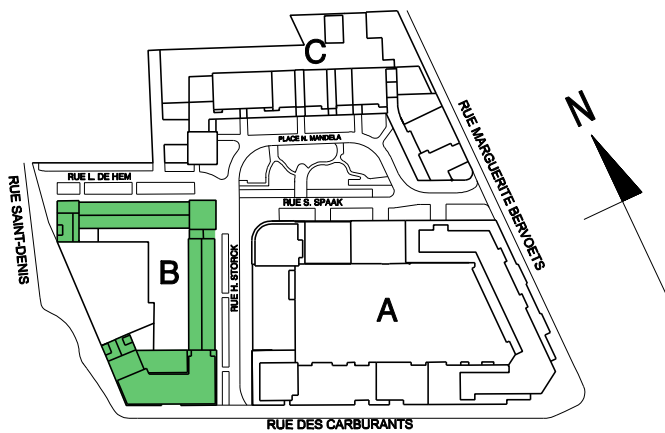 C
N
RUE MARGUERITE BERVOETS
PLACE N. MANDELA
RUE L. DE HEM
RUE SAINT-DENIS
RUE S. SPAAK
B
RUE H. STORCK
A
RUE DES CARBURANTS